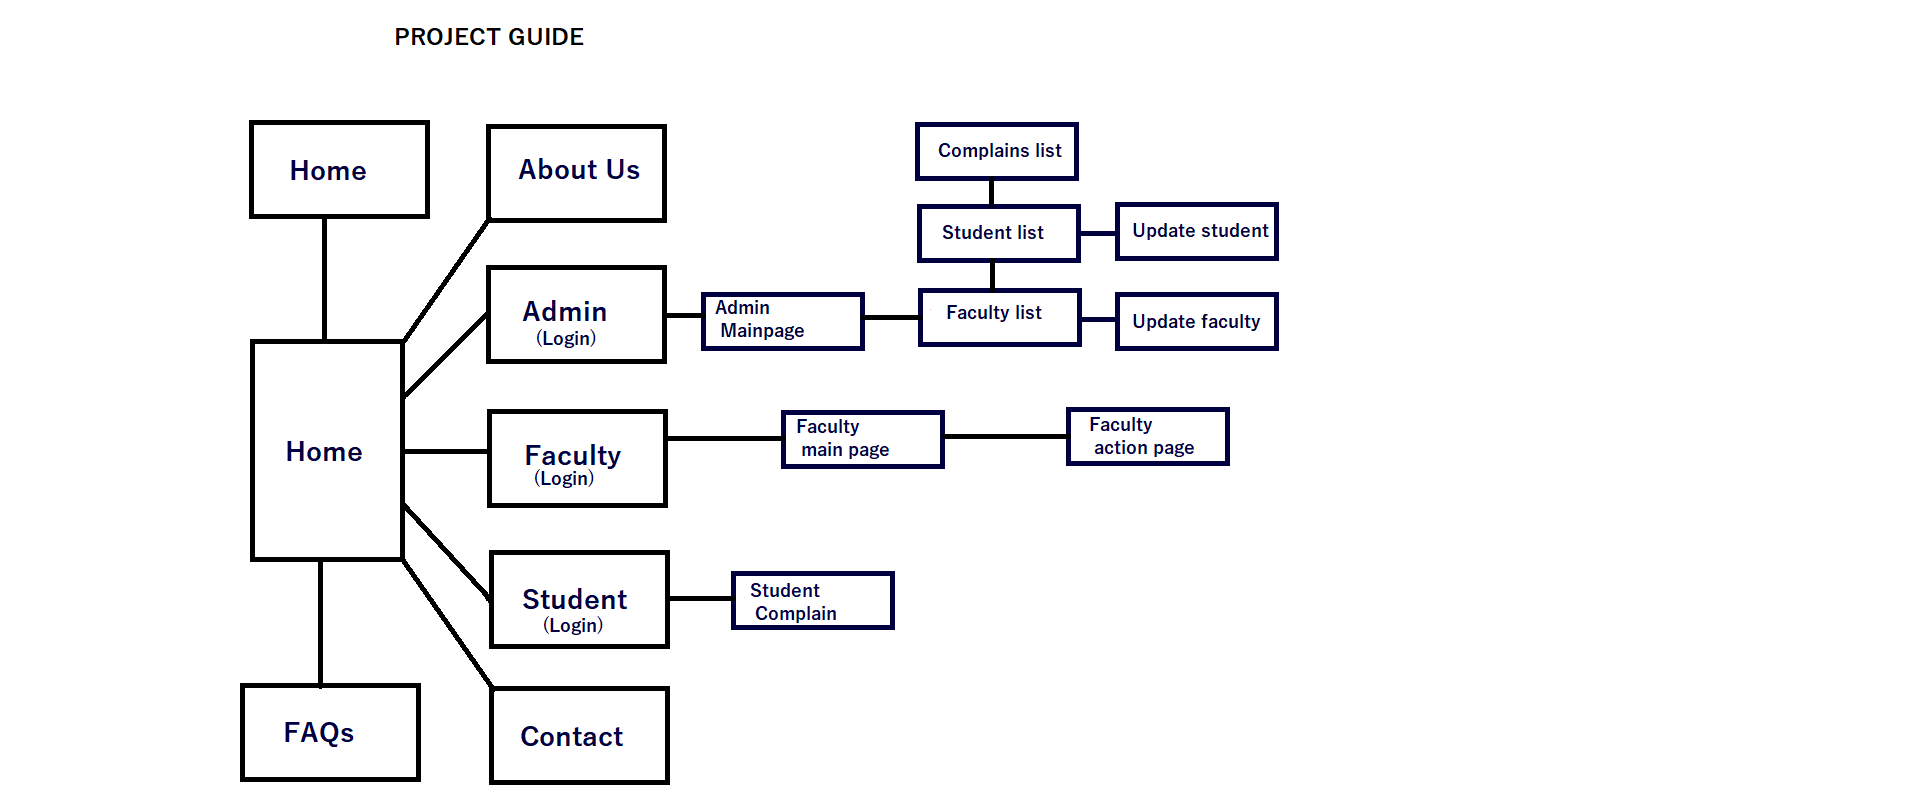 PROJECT GUIDE
Home
About Us
Complains list
Student list
Update student
Admin
(Login)
Admin
Mainpage
Faculty list
Update faculty
Home
Faculty
(Login)
Faculty
main page
Faculty
action page
Student
(Login)
Student
Complain
FAQs
Contact